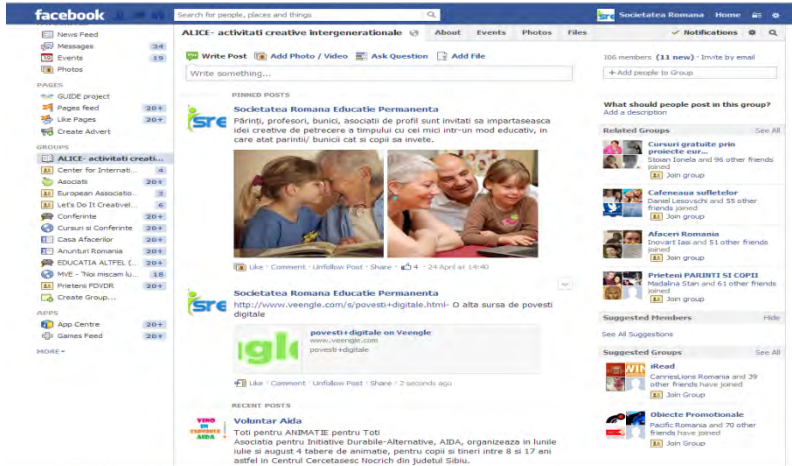 facebook
Search for people, places and things
Societatea Romana
Home
News Feed
Messages 34
Events 19
Photos
PAGES
GUIDE project
Pages feed 20+
Like Pages 20+
Create Advert
GROUPS
ALICE- activitati creati...
Center for Internati... 4
Asociatii 20+
European Associatio...
Let's Do It Creativel... 6
Conferinte 20+
Cursuri si Conferinte 20+
Casa Afacerilor 20+
Anunturi Romania 20+
EDUCATIA ALTFEL (... 20+
MVE - "Noi miscam lu... 18
Prieteni FDVDR 20+
Create Group...
APPS
App Centre 20+
Games Feed 20+
MORE
ALICE- activitati creative intergenerationale
About
Events
Photos
Files
Notifications
Write Post
Add Photo / Video
Ask Question
Add File
Write something...
PINNED POSTS
sre
Societatea Romana Educatie Permanenta
Părinți, profesori, bunici, asociatii de profil sunt invitati sa impartaseasca
idei creative de petrecere a timpului cu cei mici intr-un mod educativ, in
care atat parintii/ bunicii cat si copii sa invete.
Like · Comment · Unfollow Post · Share · 4 · 24 April at 14:40
sre
Societatea Romana Educatie Permanenta
http://www.veengle.com/s/povesti+digitale.html- O alta sursa de povesti
digitale
povesti+digitale on Veengle
www.veengle.com
povesti+digitale
Like · Comment · Unfollow Post · Share · 2 seconds ago
RECENT POSTS
Voluntar Aida
Toti pentru ANIMATIE pentru Toti
Asociatia pentru Initiative Durabile-Alternative, AIDA, organizeaza in lunile
iulie si august 4 tabere de animatie, pentru copii si tineri intre 8 si 17 ani
astfel in Centrul Cercetasesc Nocrich din judetul Sibiu.
106 members (11 new) · Invite by email
+ Add people to Group
What should people post in this group?
Add a description
Related Groups
See All
Cursuri gratuite prin
proiecte eur...
Stoian Ionela and 96 other friends
joined
Join group
Cafeneaua sufletelor
Daniel Lesovschi and 55 other
friends joined
Join group
Afaceri Romania
Inovart Iasi and 51 other friends
joined
Join group
Prieteni PARINTI SI COPII
Madalina Stan and 61 other friends
joined
Join group
Suggested Members
Hide
See All Suggestions
Suggested Groups
See All
iRead
CannesLions Romania and 39
other friends have joined
Join Group
Obiecte Promotionale
Pacific Romania and 70 other
friends have joined
Join Group